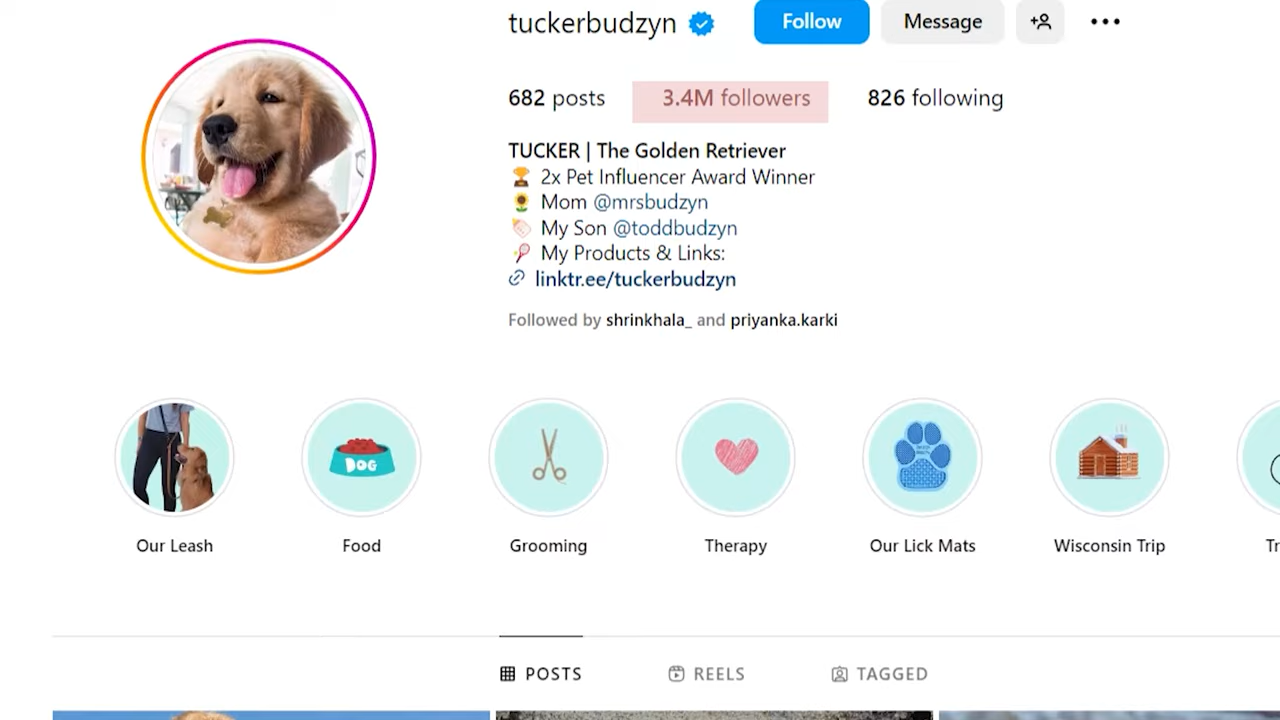 tuckerbudzyn Follow Message
682 posts 3.4M followers 826 following
TUCKER | The Golden Retriever
🏆 2x Pet Influencer Award Winner
🌻 Mom @mrsbudzyn
🏷️ My Son @toddbudzyn
🎾 My Products & Links:
linktr.ee/tuckerbudzyn
Followed by shrinkhala_ and priyanka.karki
DOG
Our Leash Food Grooming Therapy Our Lick Mats Wisconsin Trip Tr
POSTS REELS TAGGED